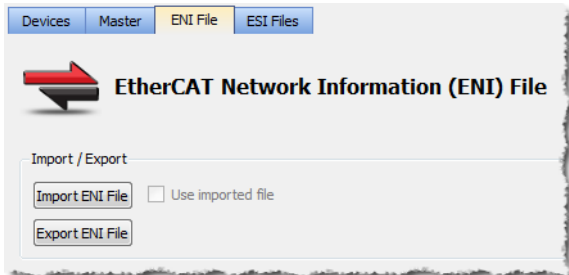 Devices Master ENI File ESI Files
EtherCAT Network Information (ENI) File
Import / Export
Import ENI File Use imported file
Export ENI File